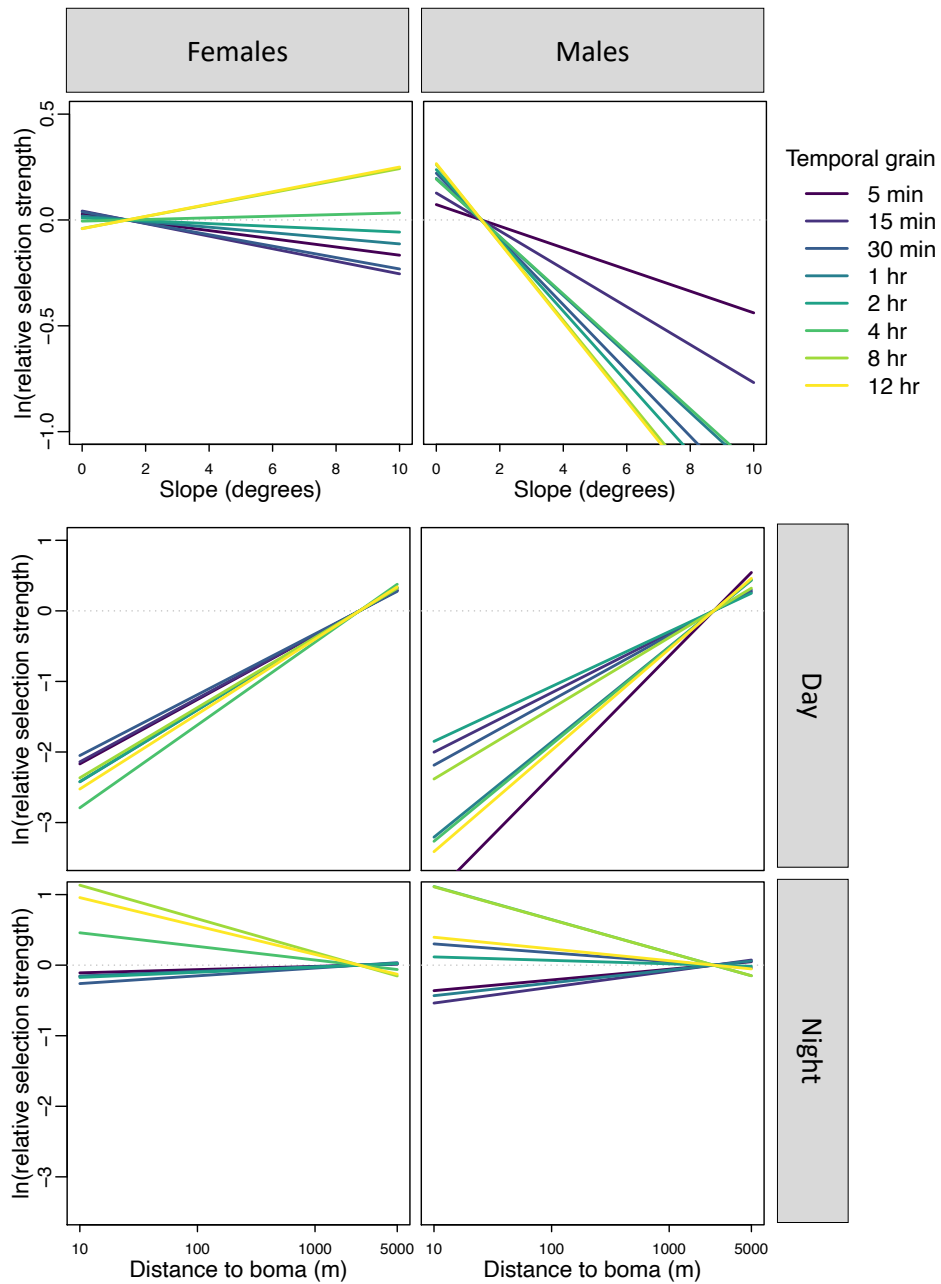 Females
Males
ln(relative selection strength)
0.5
0.0
−0.5
−1.0
0
2
4
6
8
10
Slope (degrees)
0
2
4
6
8
10
Slope (degrees)
Temporal grain
5 min
15 min
30 min
1 hr
2 hr
4 hr
8 hr
12 hr
ln(relative selection strength)
1
0
−1
−2
−3
Day
ln(relative selection strength)
1
0
−1
−2
−3
Night
10
100
1000
5000
Distance to boma (m)
10
100
1000
5000
Distance to boma (m)